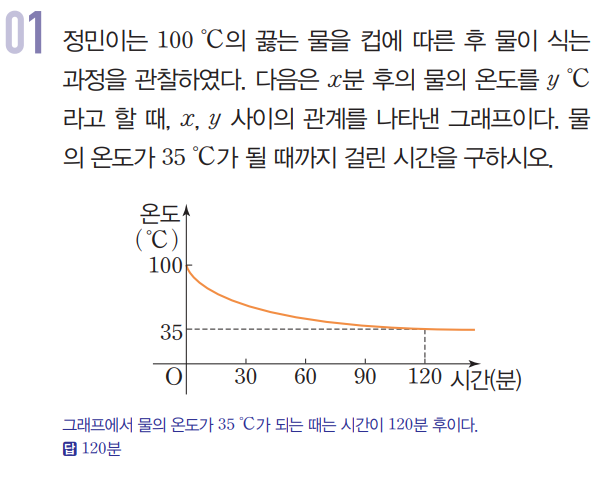 01
정민이는 100 ℃의 끓는 물을 컵에 따른 후 물이 식는
과정을 관찰하였다. 다음은 x분 후의 물의 온도를 y ℃
라고 할 때, x, y 사이의 관계를 나타낸 그래프이다. 물
의 온도가 35 ℃가 될 때까지 걸린 시간을 구하시오.
온도
(℃)
100
35
O 30 60 90 120 시간(분)
그래프에서 물의 온도가 35 ℃가 되는 때는 시간이 120분 후이다.
답 120분